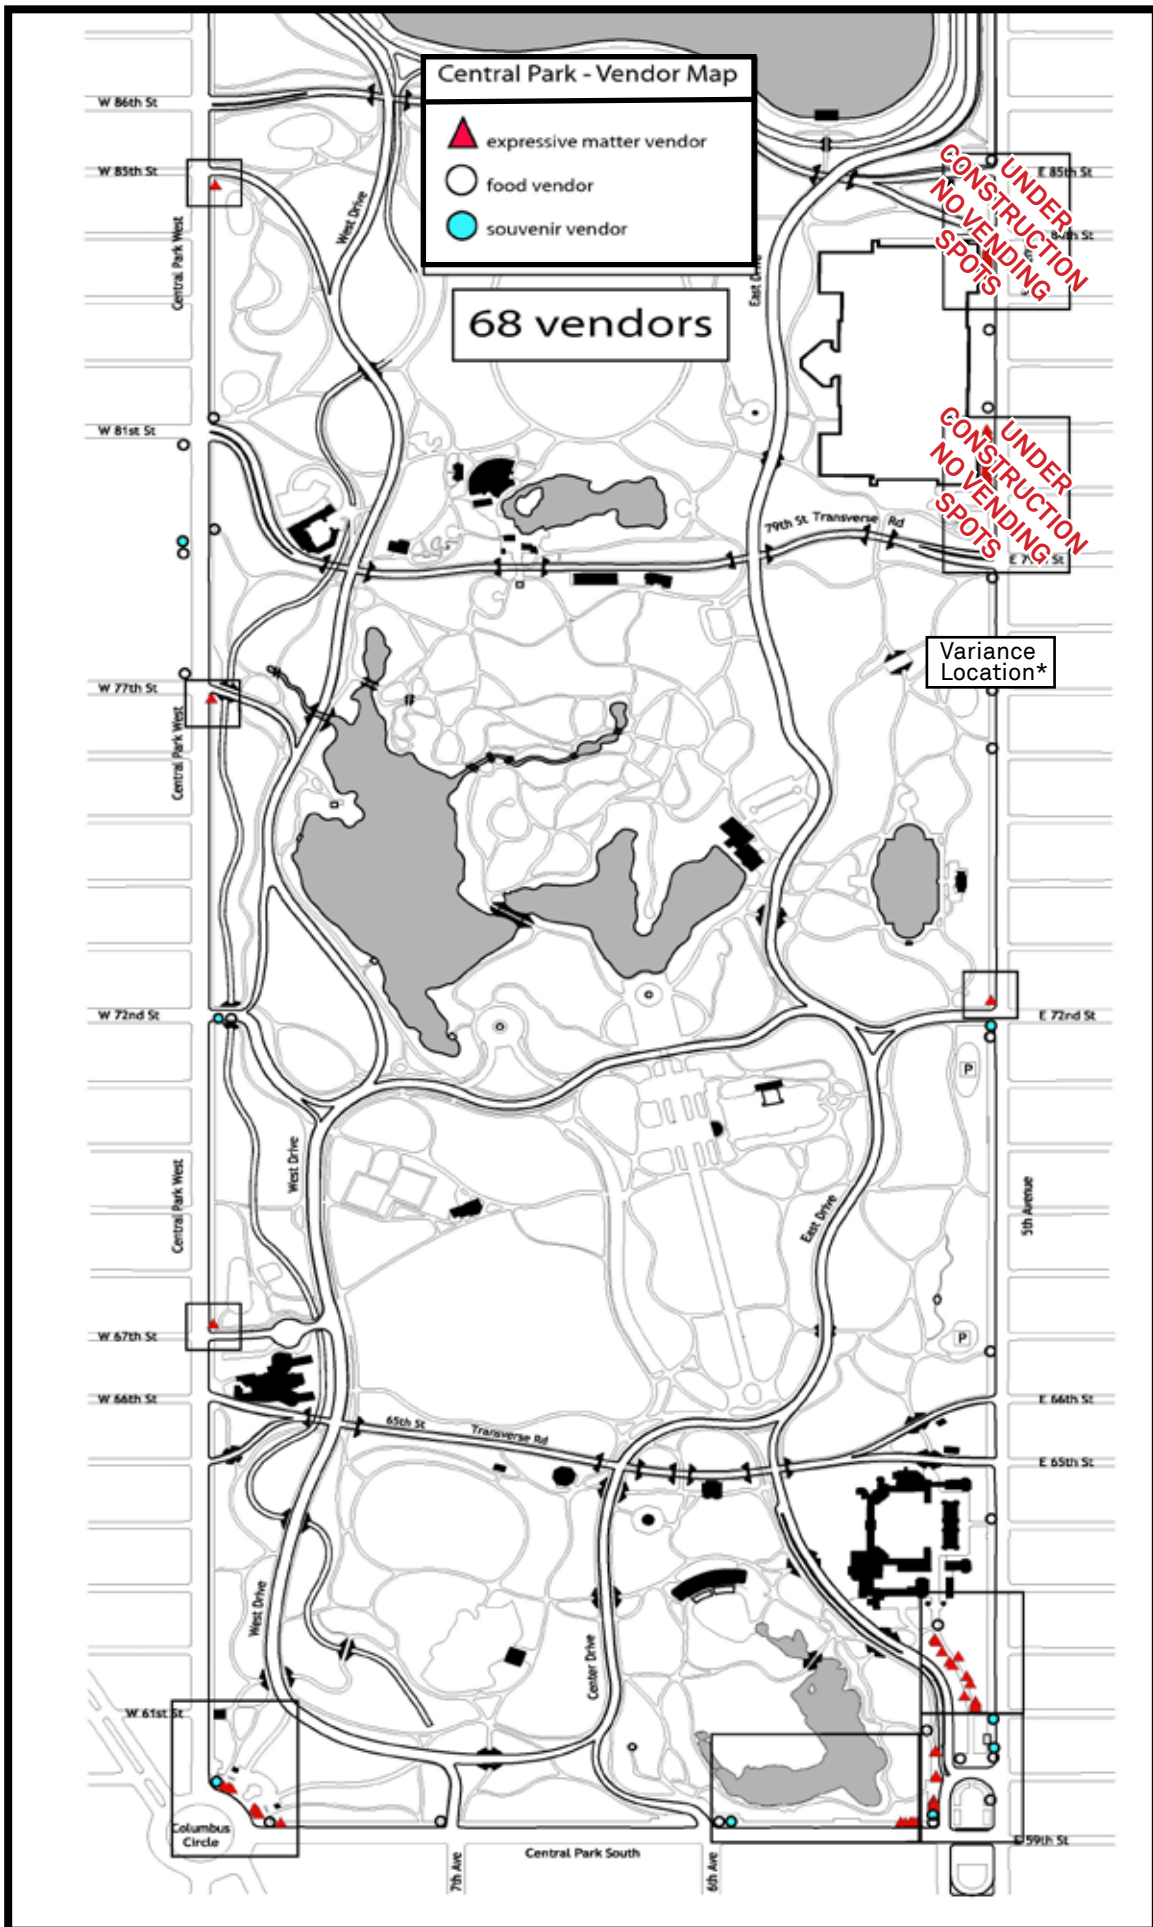 Central Park - Vendor Map
expressive matter vendor
food vendor
souvenir vendor
68 vendors
W 86th St
W 85th St
E 85th St
UNDER
CONSTRUCTION
NO VENDING
SPOTS
Central Park West
West Drive
East Drive
W 81st St
UNDER
CONSTRUCTION
NO VENDING
SPOTS
79th St Transverse Rd
Variance
Location*
W 77th St
Central Park West
W 72nd St
E 72nd St
P
West Drive
Central Park West
East Drive
5th Avenue
W 67th St
P
W 66th St
E 66th St
65th St Transverse Rd
E 65th St
West Drive
Center Drive
W 61st St
Columbus
Circle
E 59th St
Central Park South
7th Ave
6th Ave